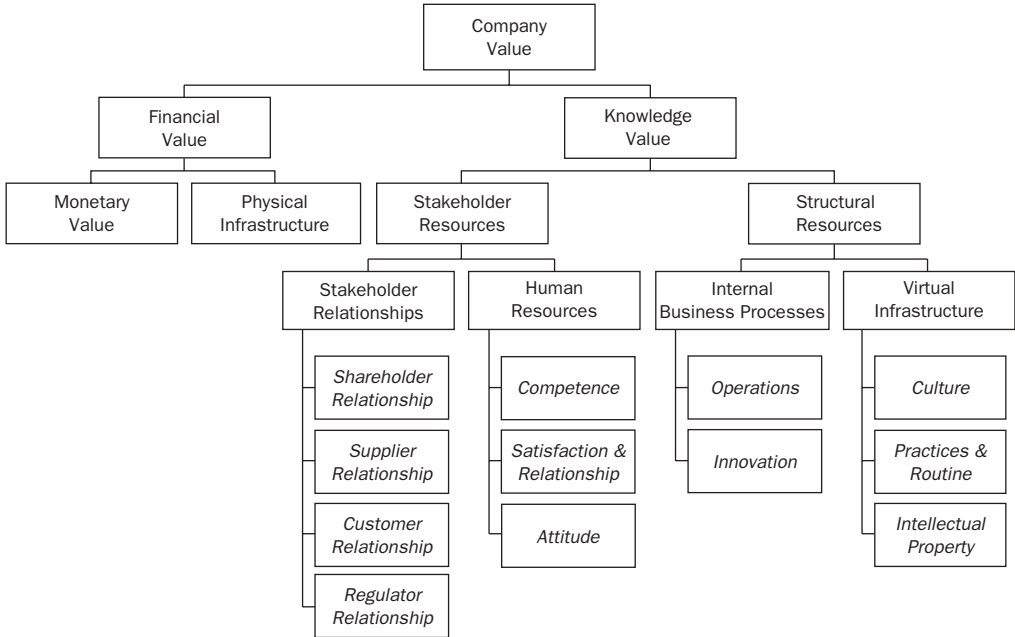 Company
Value
Financial
Value
Knowledge
Value
Monetary
Value
Physical
Infrastructure
Stakeholder
Resources
Structural
Resources
Stakeholder
Relationships
Human
Resources
Internal
Business Processes
Virtual
Infrastructure
Shareholder
Relationship
Supplier
Relationship
Customer
Relationship
Regulator
Relationship
Competence
Satisfaction &
Relationship
Attitude
Operations
Innovation
Culture
Practices &
Routine
Intellectual
Property